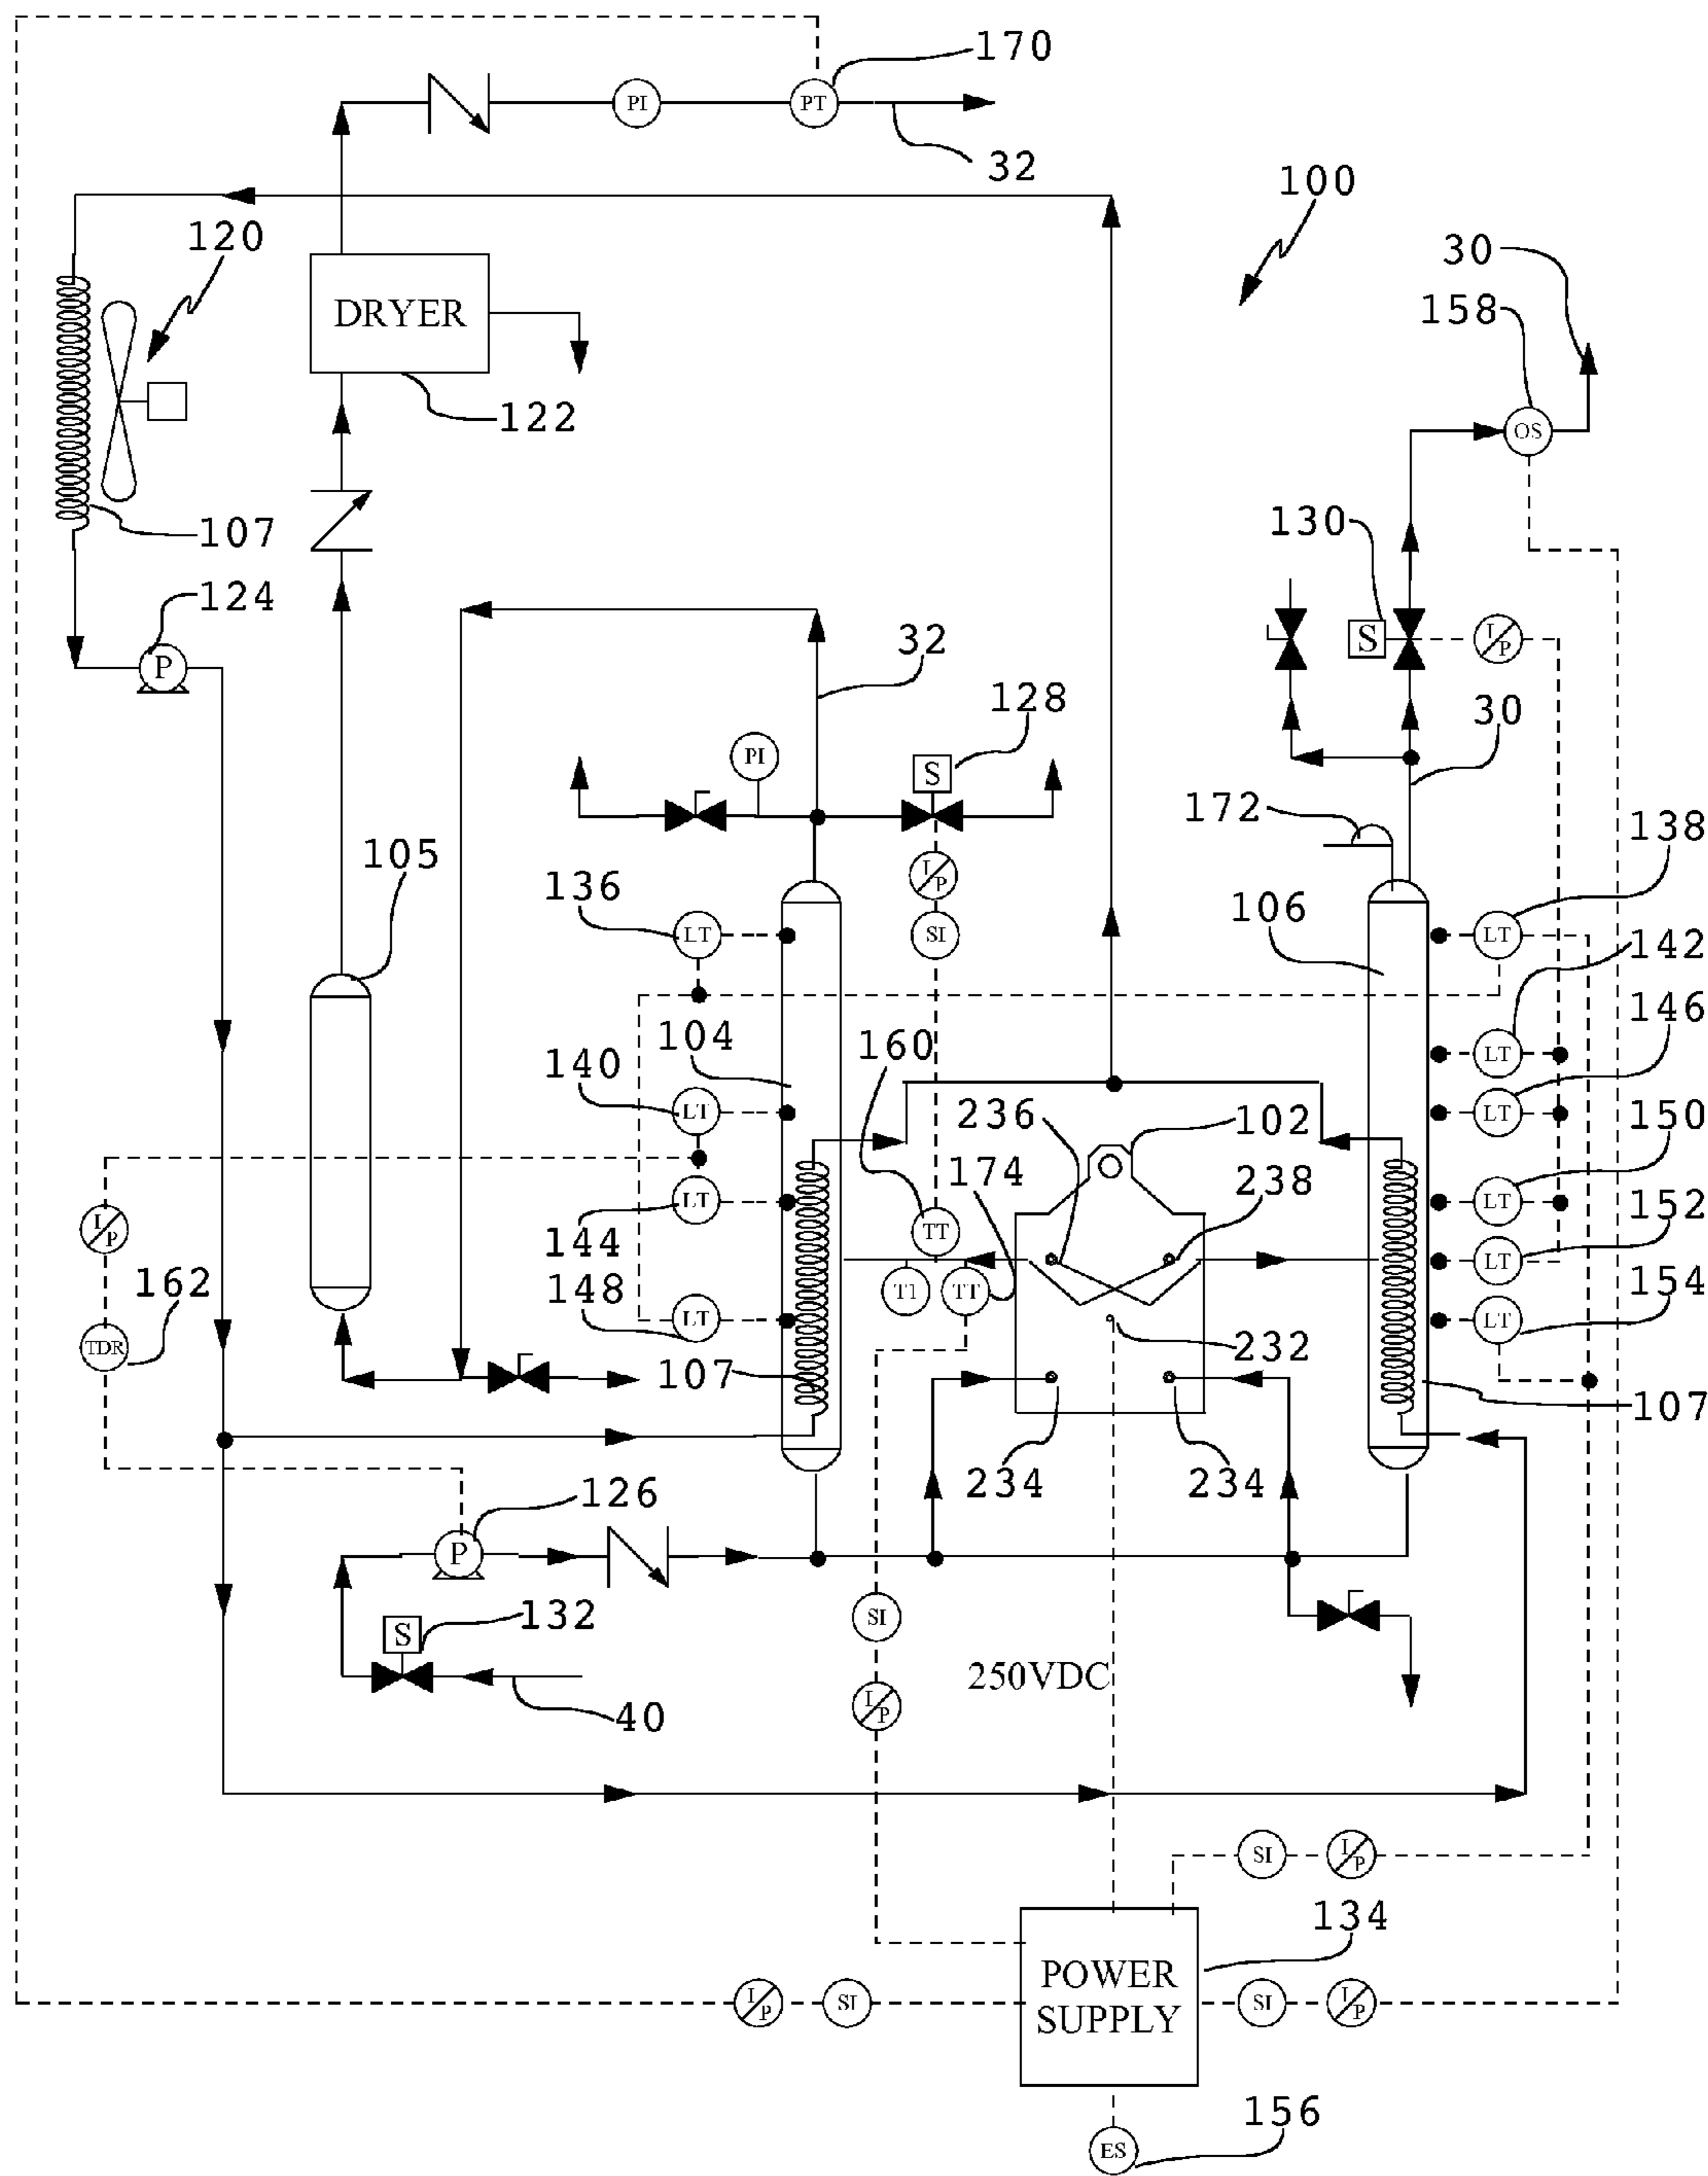 170
PI
PT
32
100
120
30
158
DRYER
122
OS
107
130
124
P
S
I/P
32
128
30
PI
S
172
138
105
I/P
136
106
LT
SI
LT
142
146
104
160
140
LT
LT
236
102
150
LT
174
238
LT
I/P
144
TT
LT
152
162
148
TI
TT
LT
154
LT
232
LT
TDR
107
107
234
234
126
P
132
S
SI
250VDC
I/P
40
SI
I/P
134
POWER
SUPPLY
I/P
SI
SI
I/P
156
ES